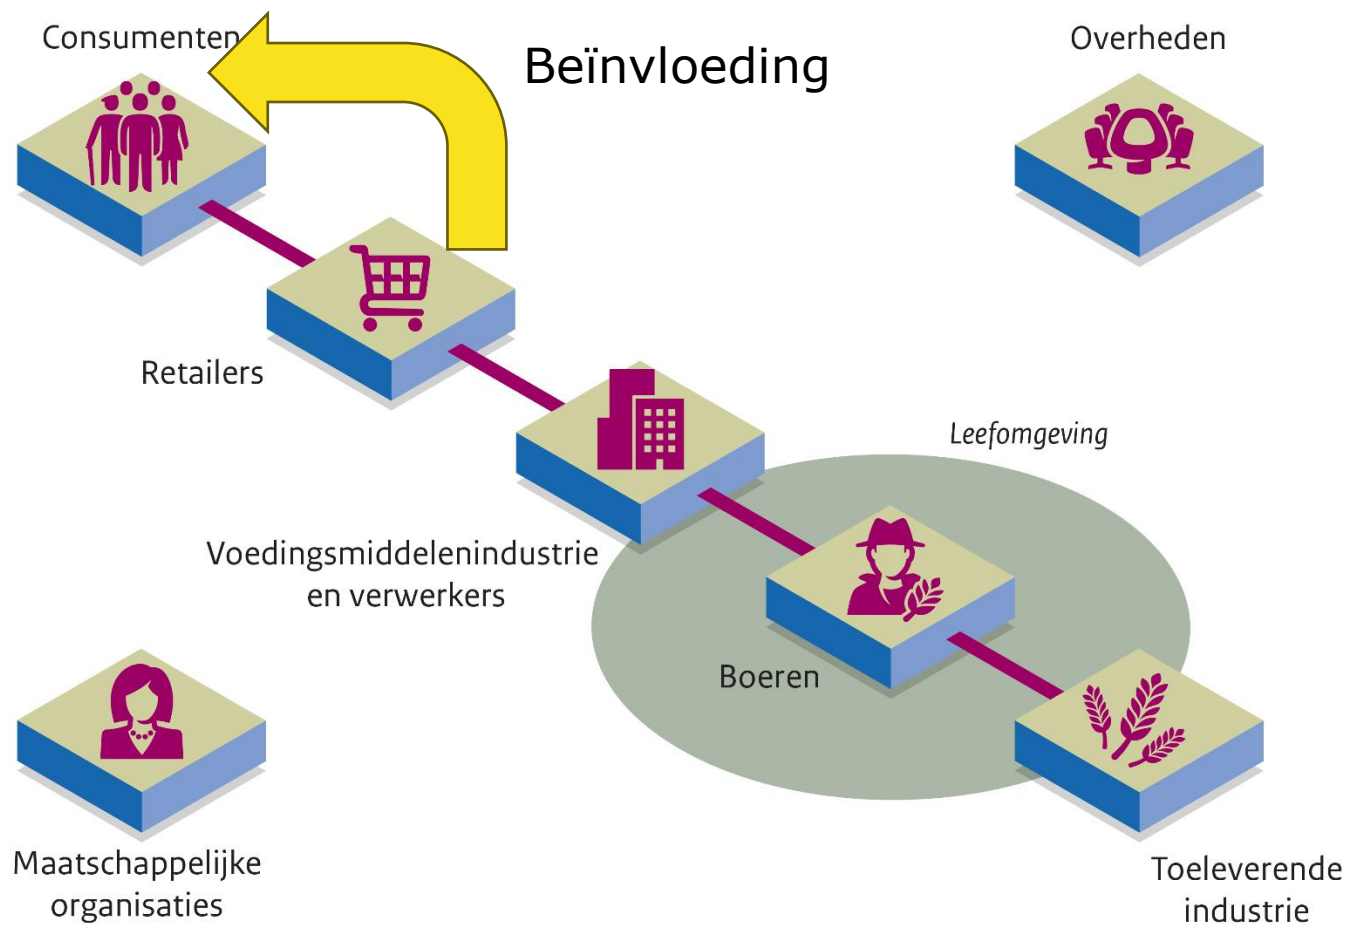 Consumenten
Beïnvloeding
Overheden
Retailers
Leefomgeving
Voedingsmiddelenindustrie
en verwerkers
Boeren
Maatschappelijke
organisaties
Toeleverende
industrie